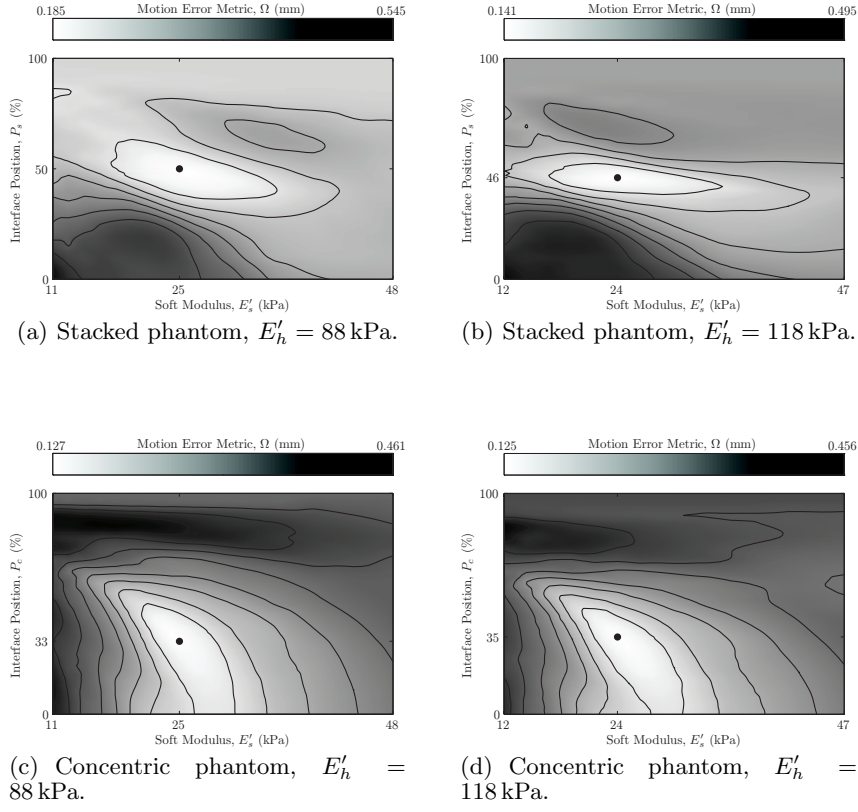 0.185 Motion Error Metric, Ω (mm) 0.545
100
50
0
Interface Position, P_s (%)
11 25 48
Soft Modulus, E′_s (kPa)
(a) Stacked phantom, E′_h = 88 kPa.
0.141 Motion Error Metric, Ω (mm) 0.495
100
46
0
Interface Position, P_s (%)
12 24 47
Soft Modulus, E′_s (kPa)
(b) Stacked phantom, E′_h = 118 kPa.
0.127 Motion Error Metric, Ω (mm) 0.461
100
33
0
Interface Position, P_c (%)
11 25 48
Soft Modulus, E′_s (kPa)
(c) Concentric phantom, E′_h =
88 kPa.
0.125 Motion Error Metric, Ω (mm) 0.456
100
35
0
Interface Position, P_c (%)
12 24 47
Soft Modulus, E′_s (kPa)
(d) Concentric phantom, E′_h =
118 kPa.